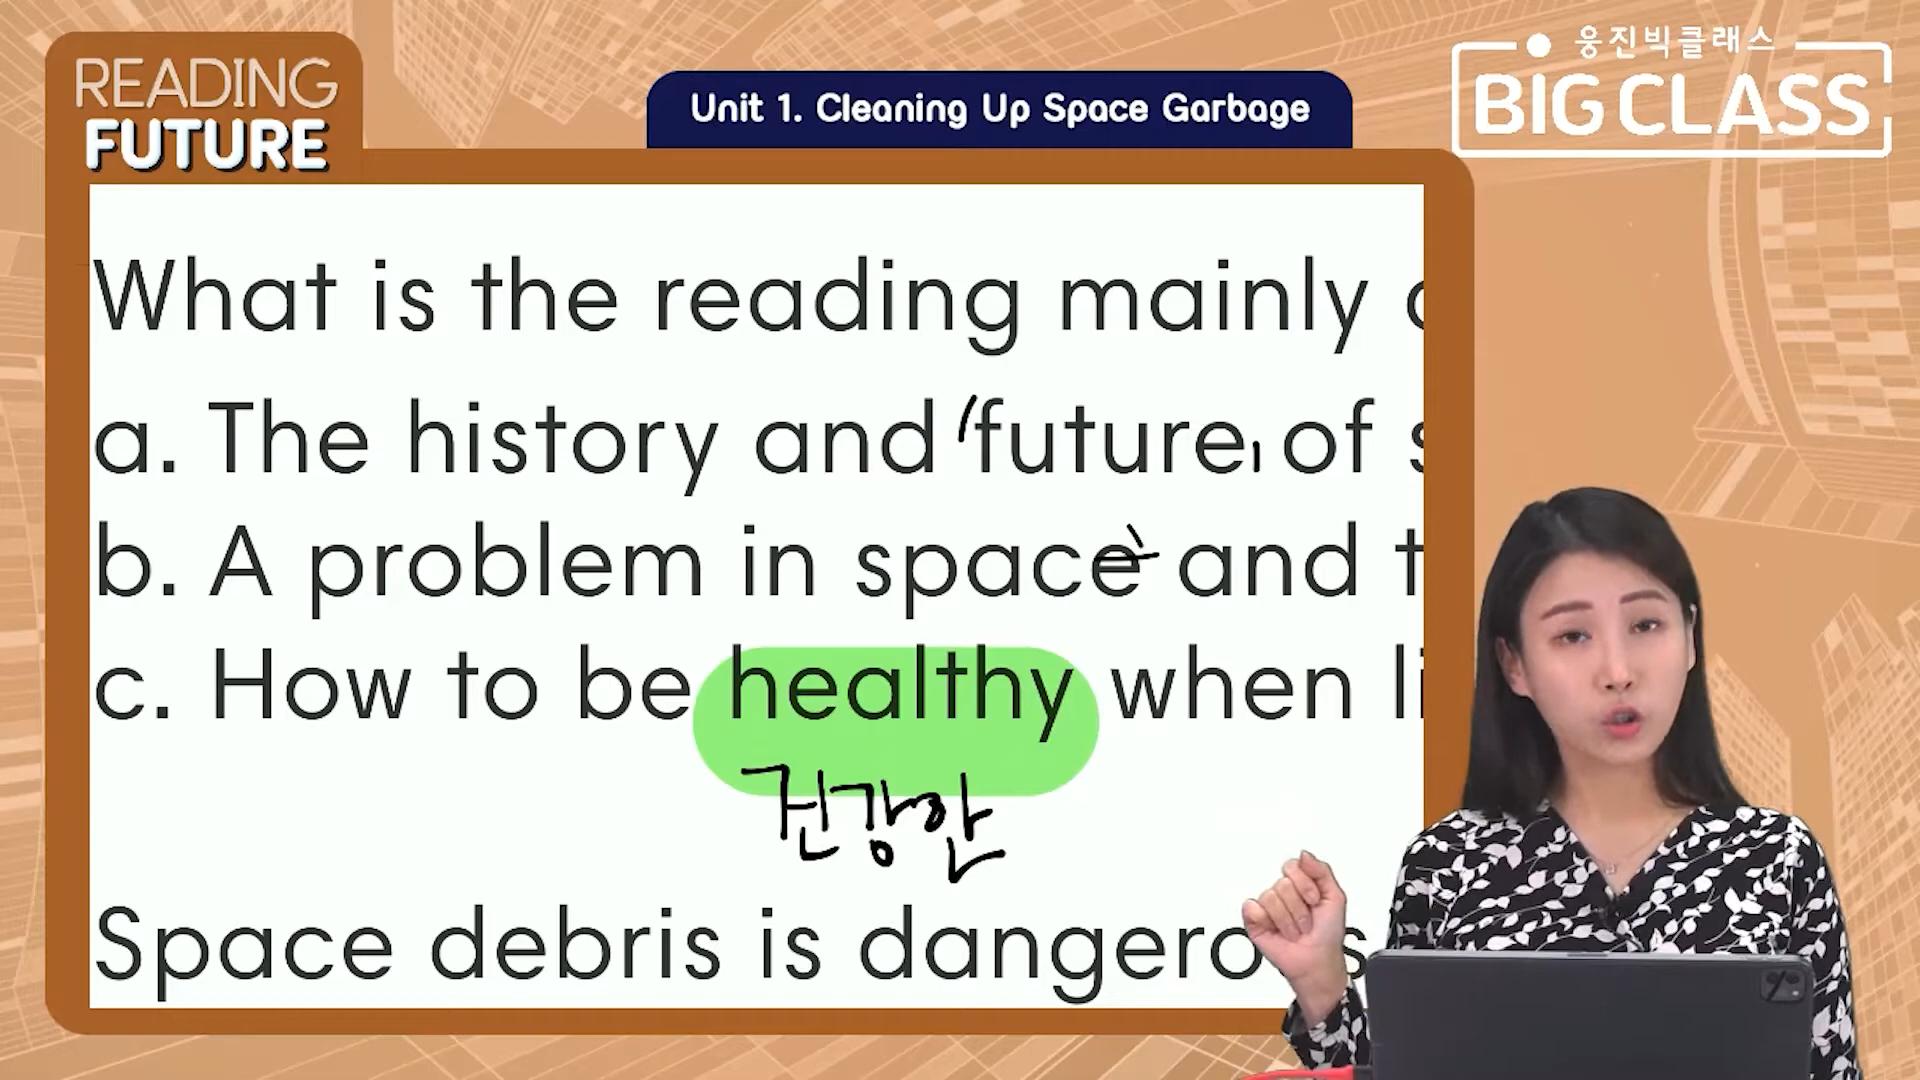 READING
FUTURE
Unit 1. Cleaning Up Space Garbage
웅진빅클래스
BIG CLASS
What is the reading mainly
a. The history and future of
b. A problem in space and
c. How to be healthy when
건강한
Space debris is